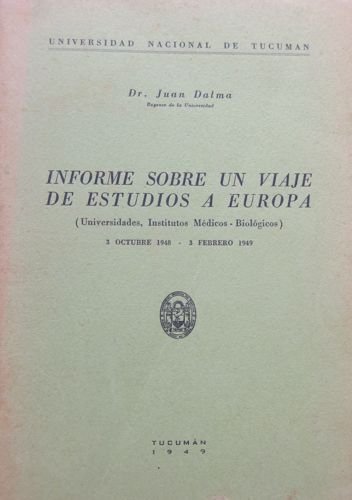 UNIVERSIDAD NACIONAL DE TUCUMAN
Dr. Juan Dalma
Regente de la Universidad
INFORME SOBRE UN VIAJE
DE ESTUDIOS A EUROPA
(Universidades, Institutos Médicos - Biológicos)
3 OCTUBRE 1948 - 3 FEBRERO 1949
TUCUMÁN
1949